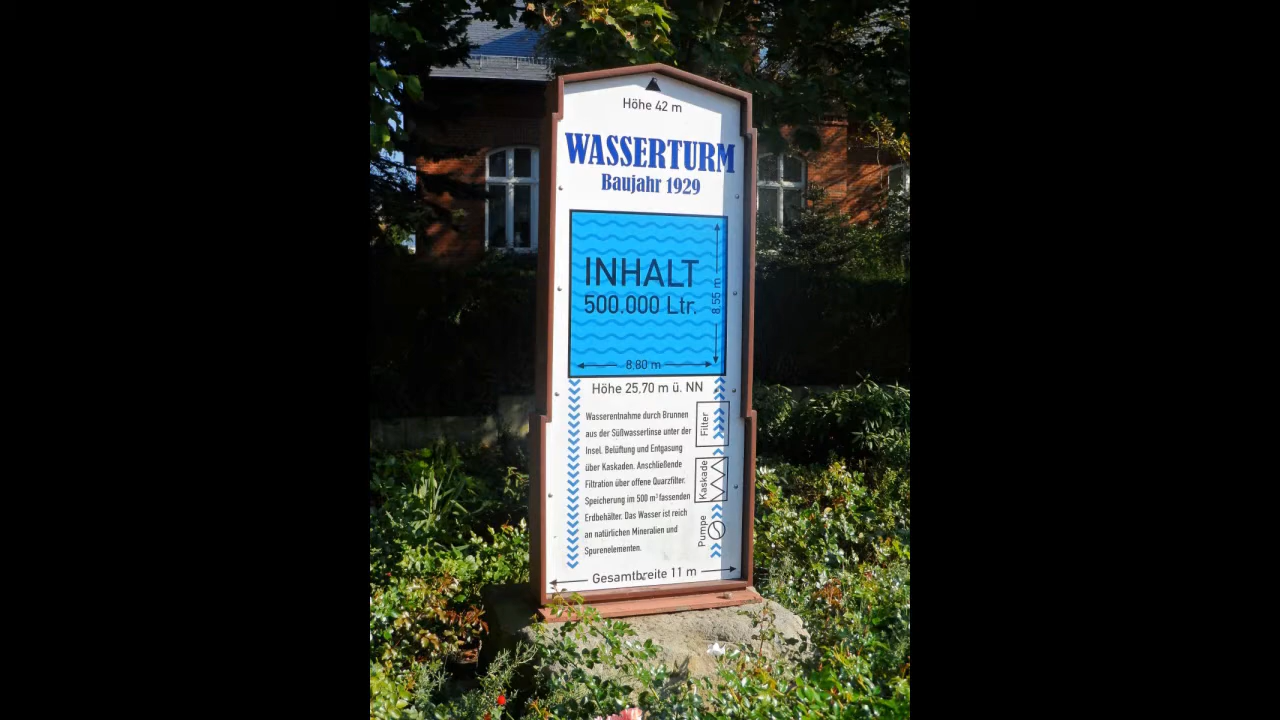 Höhe 42 m
WASSERTURM
Baujahr 1929
INHALT
500.000 Ltr.
8,55 m
8,80 m
Höhe 25,70 m ü. NN
Wasserentnahme durch Brunnen
aus der Süßwasserlinse unter der
Insel. Belüftung und Entgasung
über Kaskaden. Anschließende
Filtration über offene Quarzfilter.
Speicherung im 500 m³ fassenden
Erdbehälter. Das Wasser ist reich
an natürlichen Mineralien und
Spurenelementen.
Filter
Kaskade
Pumpe
Gesamtbreite 11 m